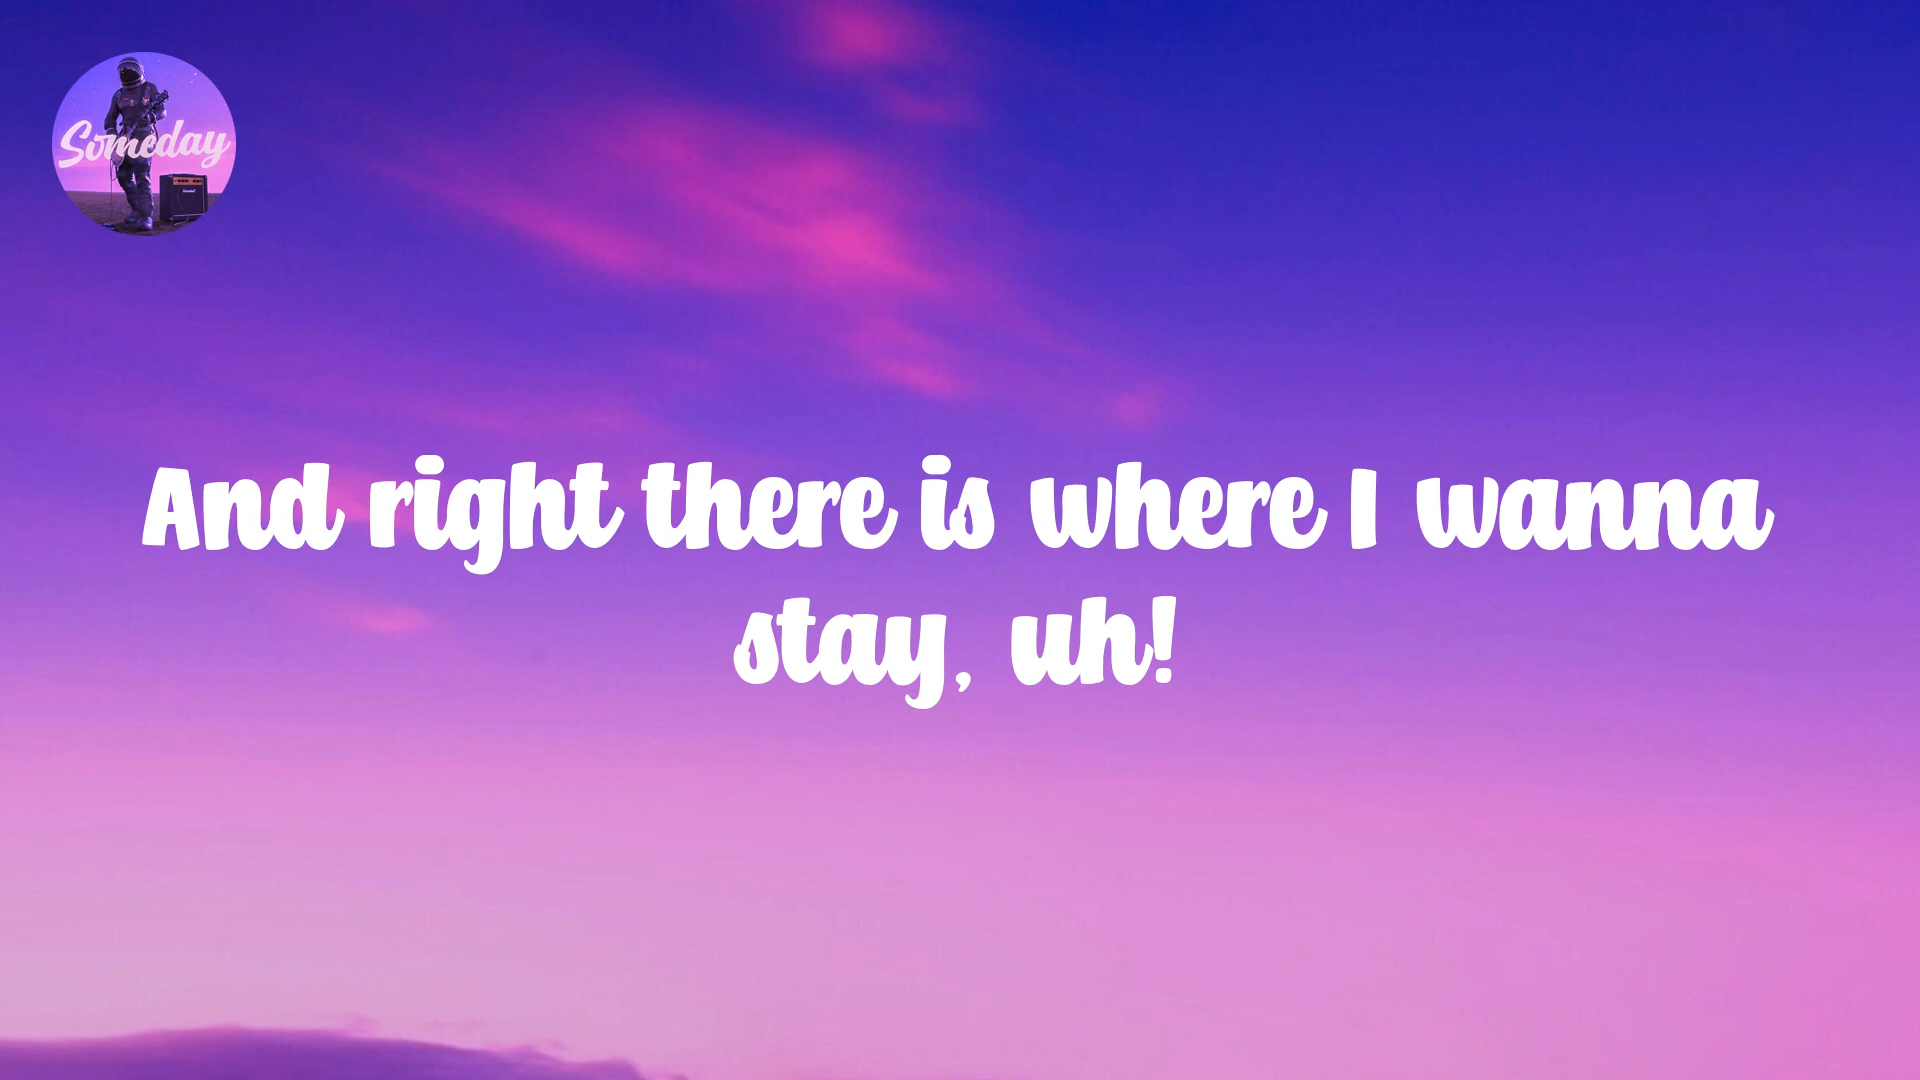 Someday
And right there is where I wanna
stay, uh!